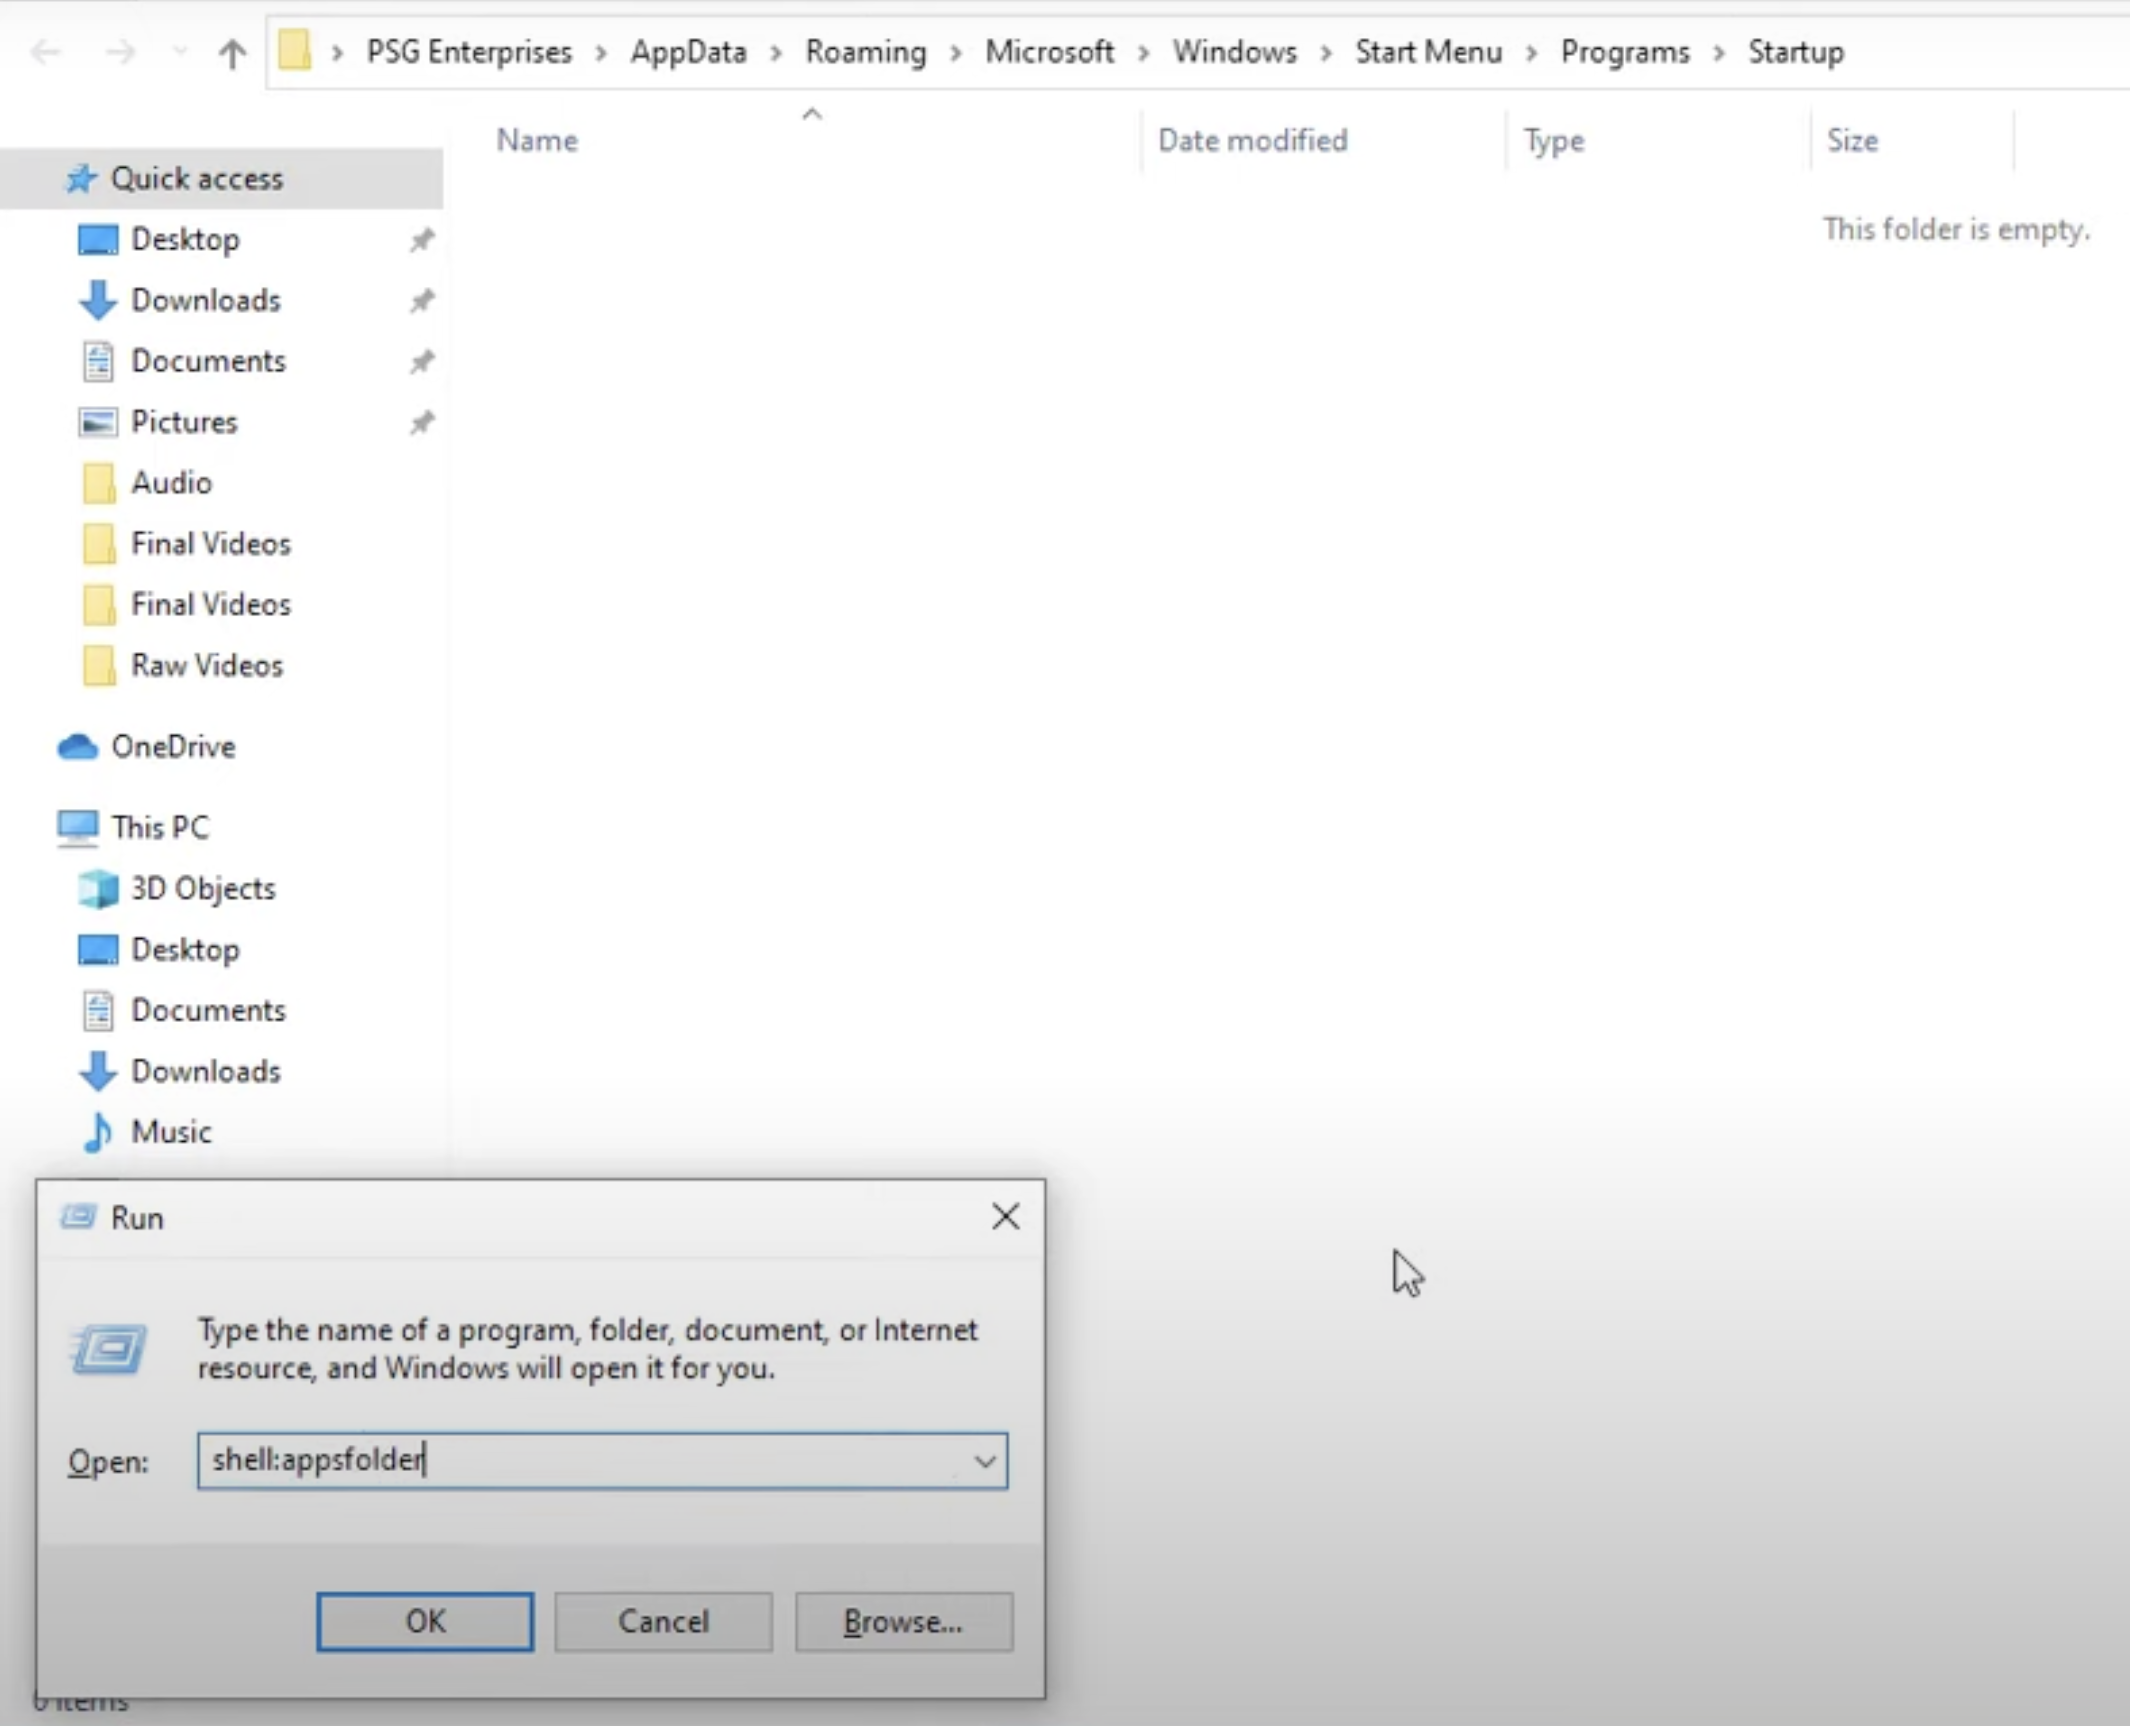 PSG Enterprises > AppData > Roaming > Microsoft > Windows > Start Menu > Programs > Startup
Name Date modified Type Size
This folder is empty.
Quick access
Desktop
Downloads
Documents
Pictures
Audio
Final Videos
Final Videos
Raw Videos
OneDrive
This PC
3D Objects
Desktop
Documents
Downloads
Music
Run
Type the name of a program, folder, document, or Internet
resource, and Windows will open it for you.
Open: shell:appsfolder
OK Cancel Browse...
0 items